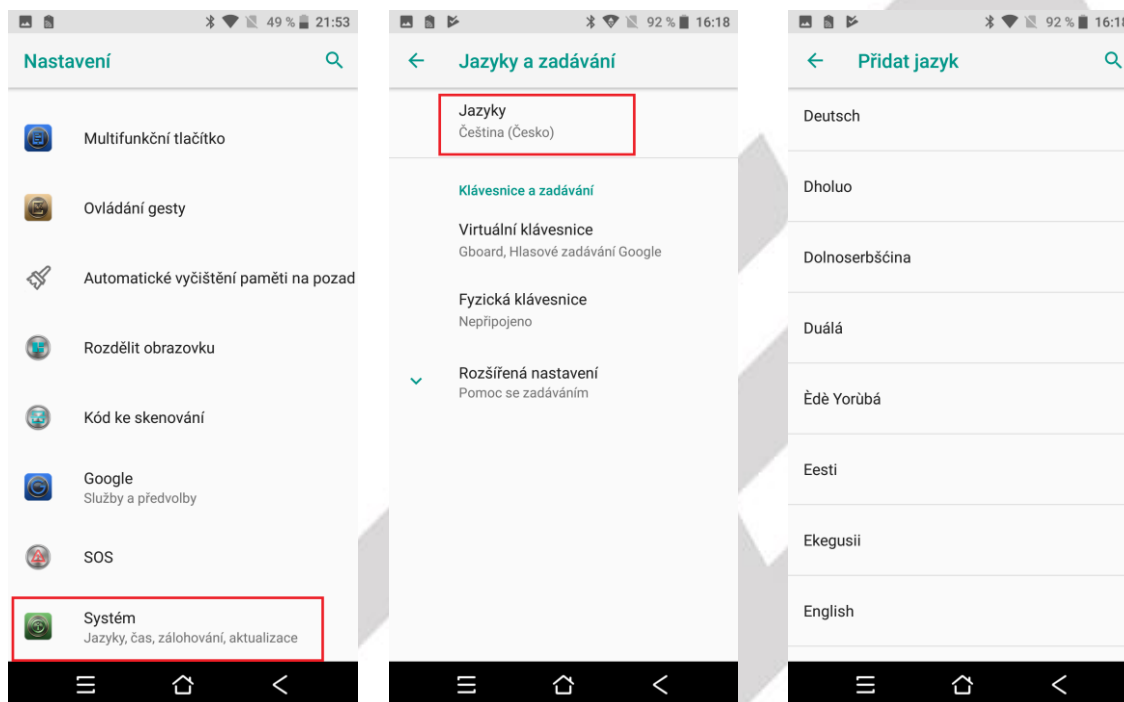 49 % 21:53
Nastavení
Multifunkční tlačítko
Ovládání gesty
Automatické vyčištění paměti na pozad
Rozdělit obrazovku
Kód ke skenování
Google
Služby a předvolby
SOS
Systém
Jazyky, čas, zálohování, aktualizace
92 % 16:18
Jazyky a zadávání
Jazyky
Čeština (Česko)
Klávesnice a zadávání
Virtuální klávesnice
Gboard, Hlasové zadávání Google
Fyzická klávesnice
Nepřipojeno
Rozšířená nastavení
Pomoc se zadáváním
92 % 16:18
Přidat jazyk
Deutsch
Dholuo
Dolnoserbšćina
Duálá
Èdè Yorùbá
Eesti
Ekegusii
English